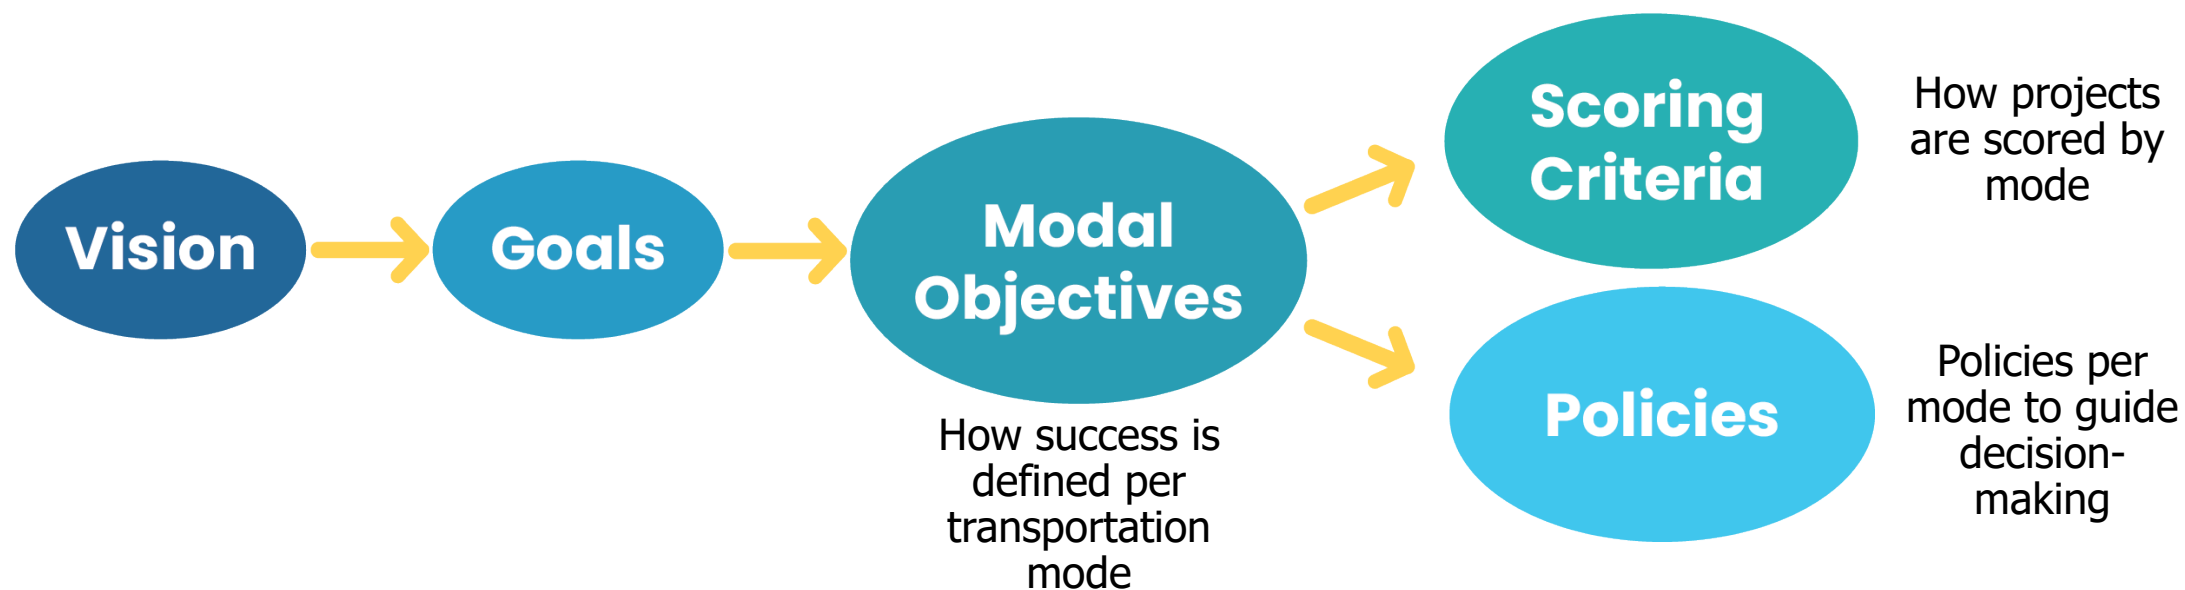 Vision
Goals
Modal
Objectives
How success is
defined per
transportation
mode
Scoring
Criteria
How projects
are scored by
mode
Policies
Policies per
mode to guide
decision-
making